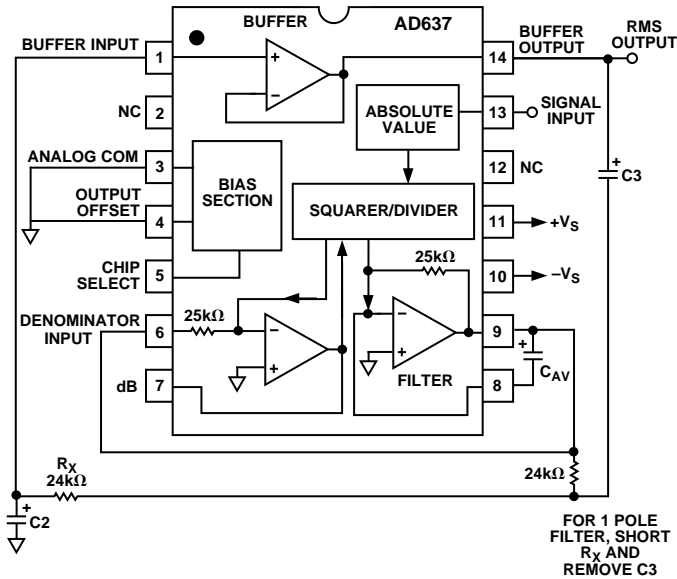 BUFFER
AD637
BUFFER INPUT
1
14
BUFFER
OUTPUT
RMS
OUTPUT
+
−
NC
2
ABSOLUTE
VALUE
13
SIGNAL
INPUT
ANALOG COM
3
BIAS
SECTION
12
NC
+
C3
OUTPUT
OFFSET
4
SQUARER/DIVIDER
11
+VS
CHIP
SELECT
5
25kΩ
10
−VS
DENOMINATOR
INPUT
6
25kΩ
−
+
−
+
FILTER
9
+
CAV
dB
7
8
RX
24kΩ
24kΩ
+
C2
FOR 1 POLE
FILTER, SHORT
RX AND
REMOVE C3